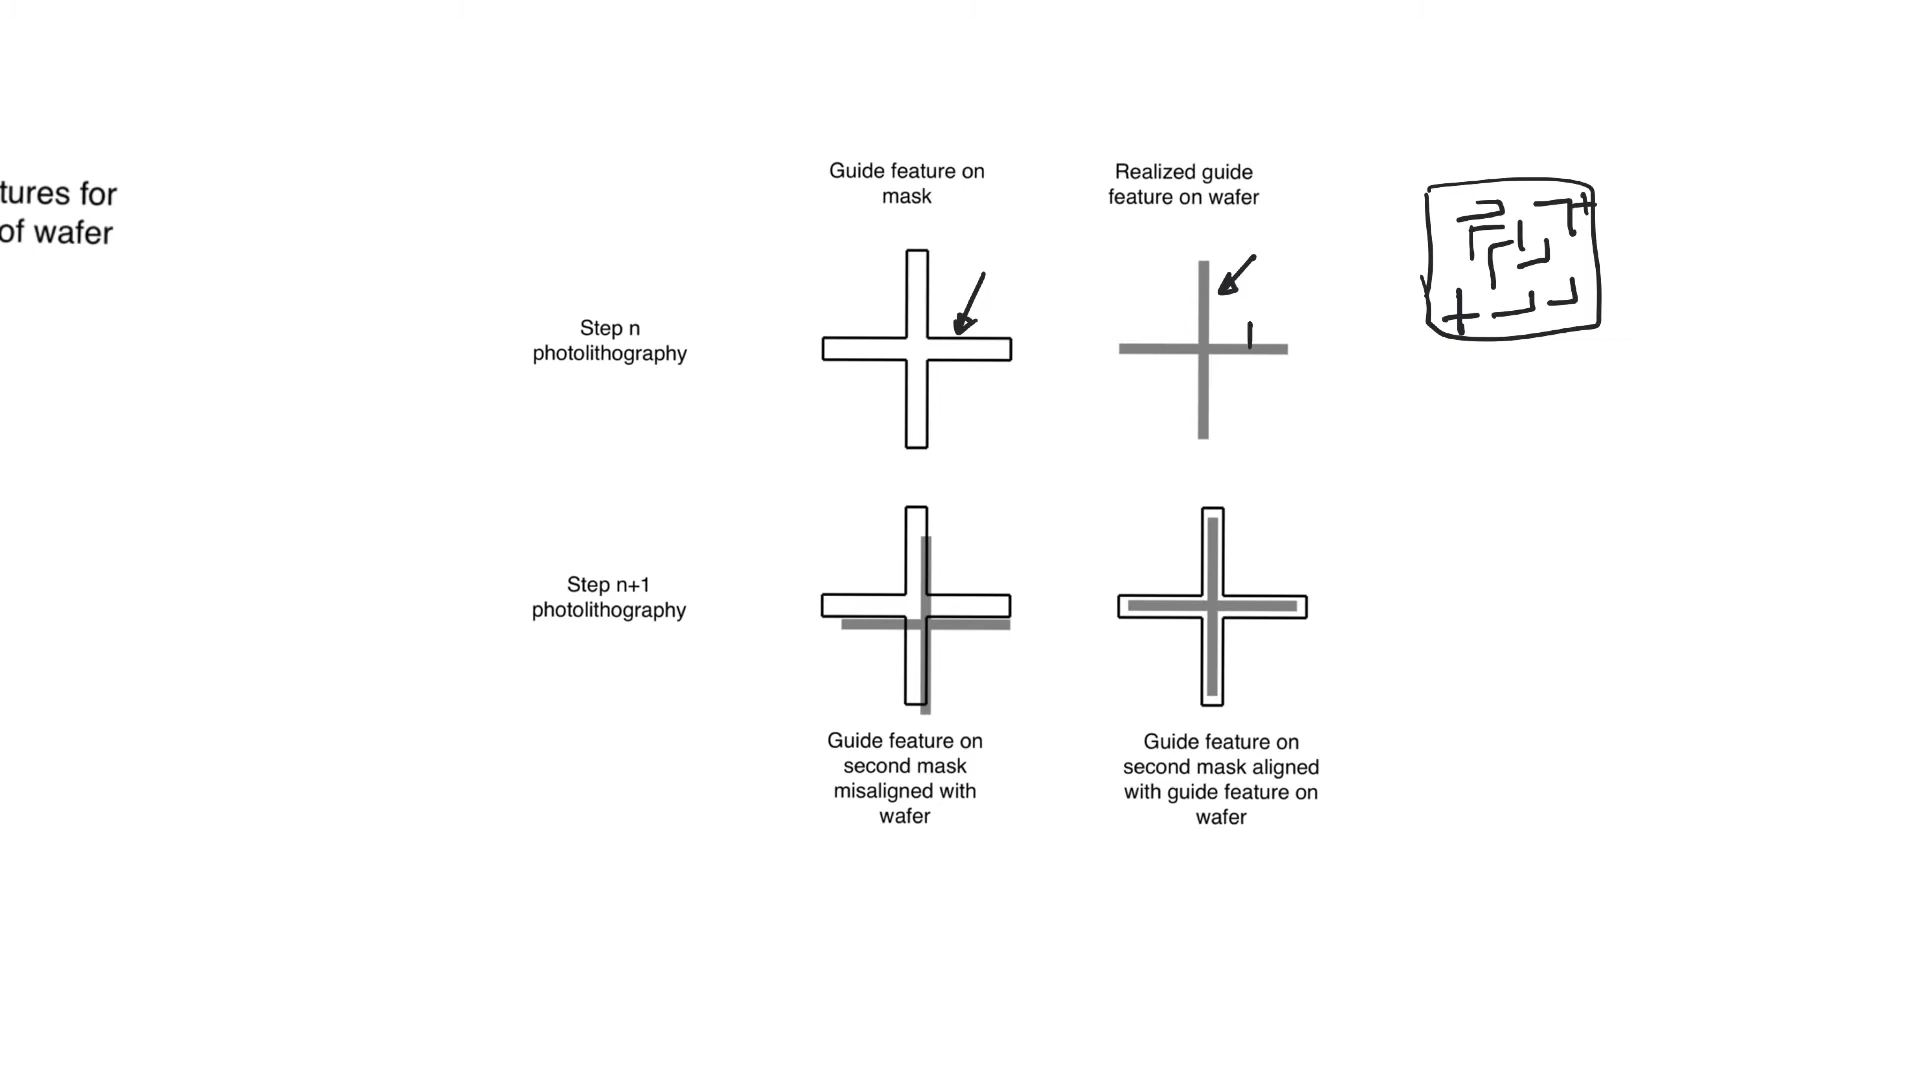 tures for
of wafer
Guide feature on
mask
Realized guide
feature on wafer
Step n
photolithography
Step n+1
photolithography
Guide feature on
second mask
misaligned with
wafer
Guide feature on
second mask aligned
with guide feature on
wafer